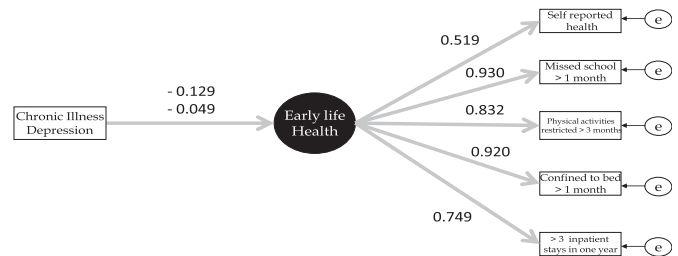 Chronic Illness
Depression
- 0.129
- 0.049
Early life
Health
0.519
0.930
0.832
0.920
0.749
Self reported
health
e
Missed school
> 1 month
e
Physical activities
restricted > 3 months
e
Confined to bed
> 1 month
e
> 3 inpatient
stays in one year
e